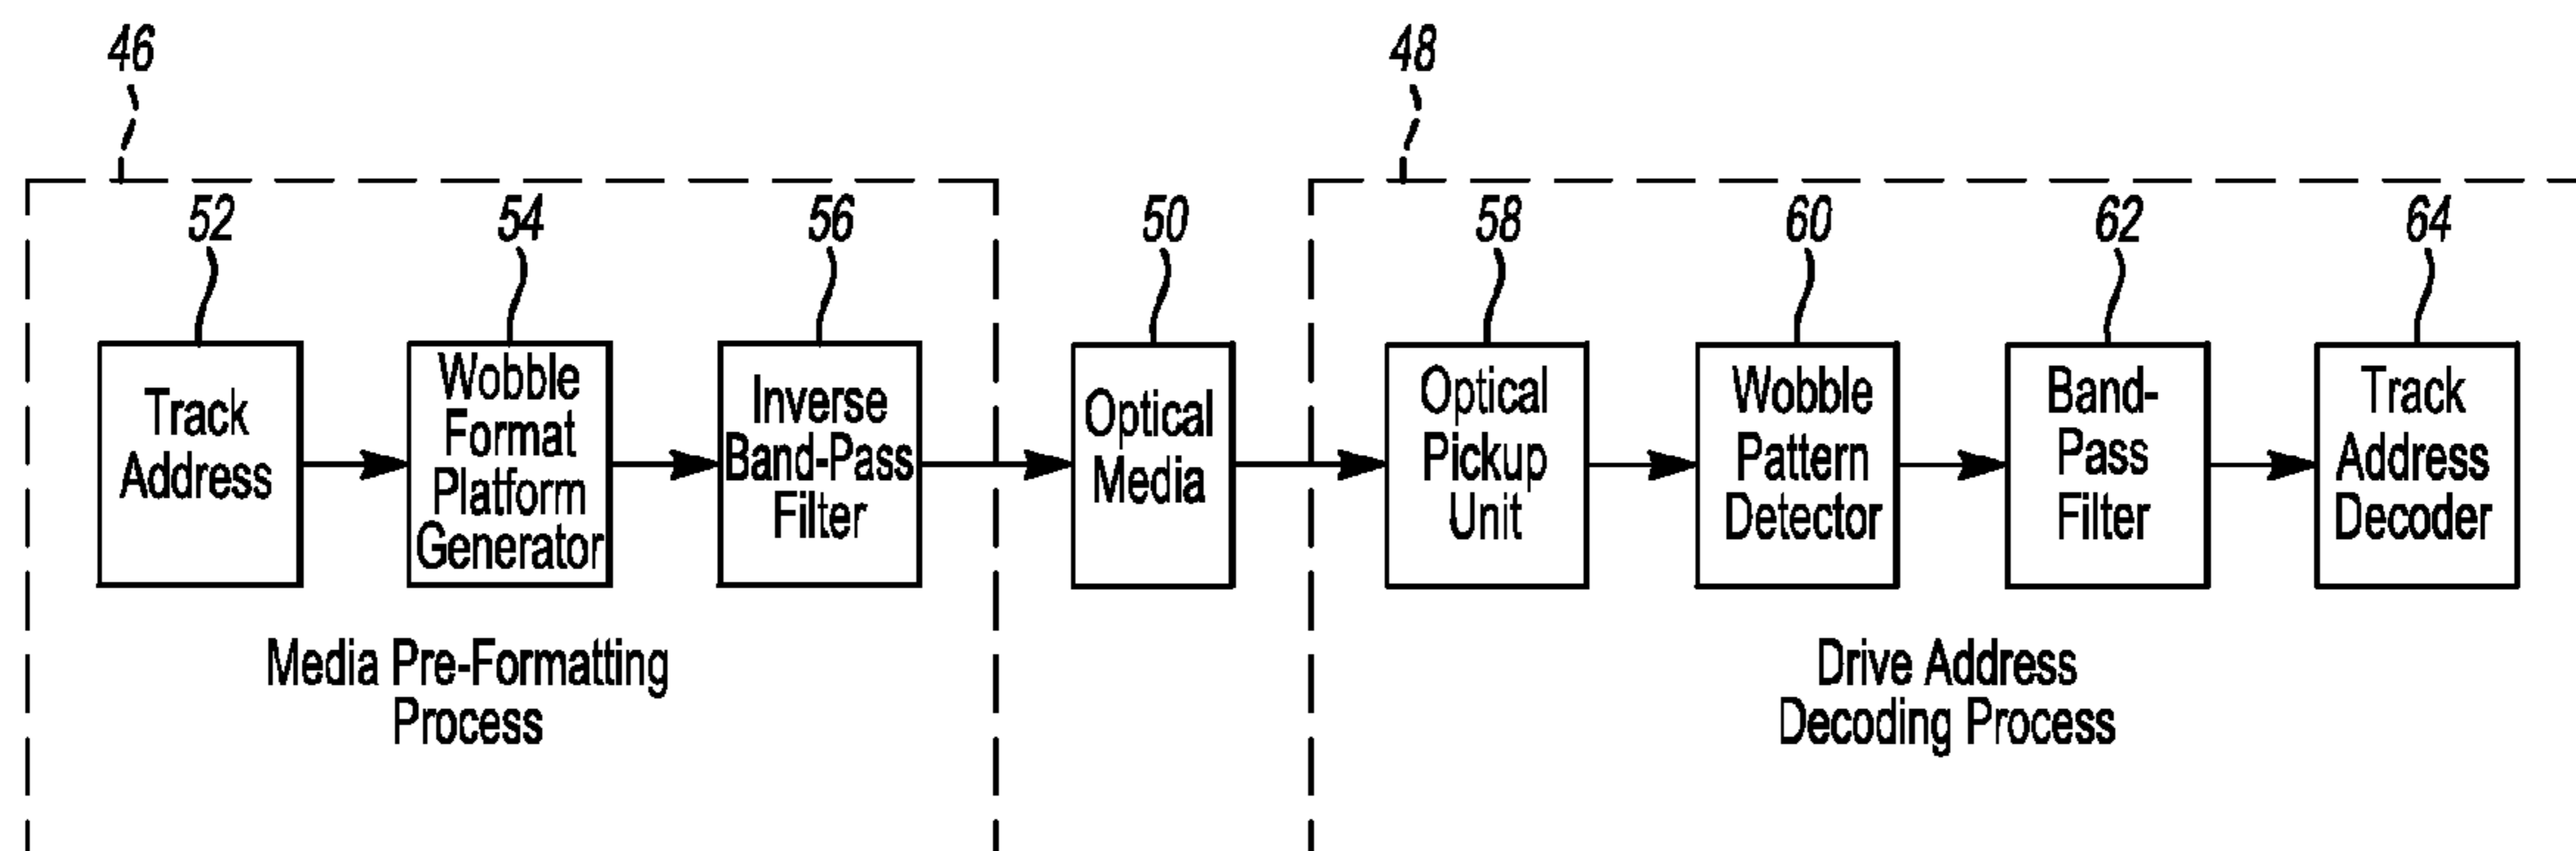 46
48
52
54
56
50
58
60
62
64
Track
Address
Wobble
Format
Platform
Generator
Inverse
Band-Pass
Filter
Optical
Media
Optical
Pickup
Unit
Wobble
Pattern
Detector
Band-
Pass
Filter
Track
Address
Decoder
Media Pre-Formatting
Process
Drive Address
Decoding Process